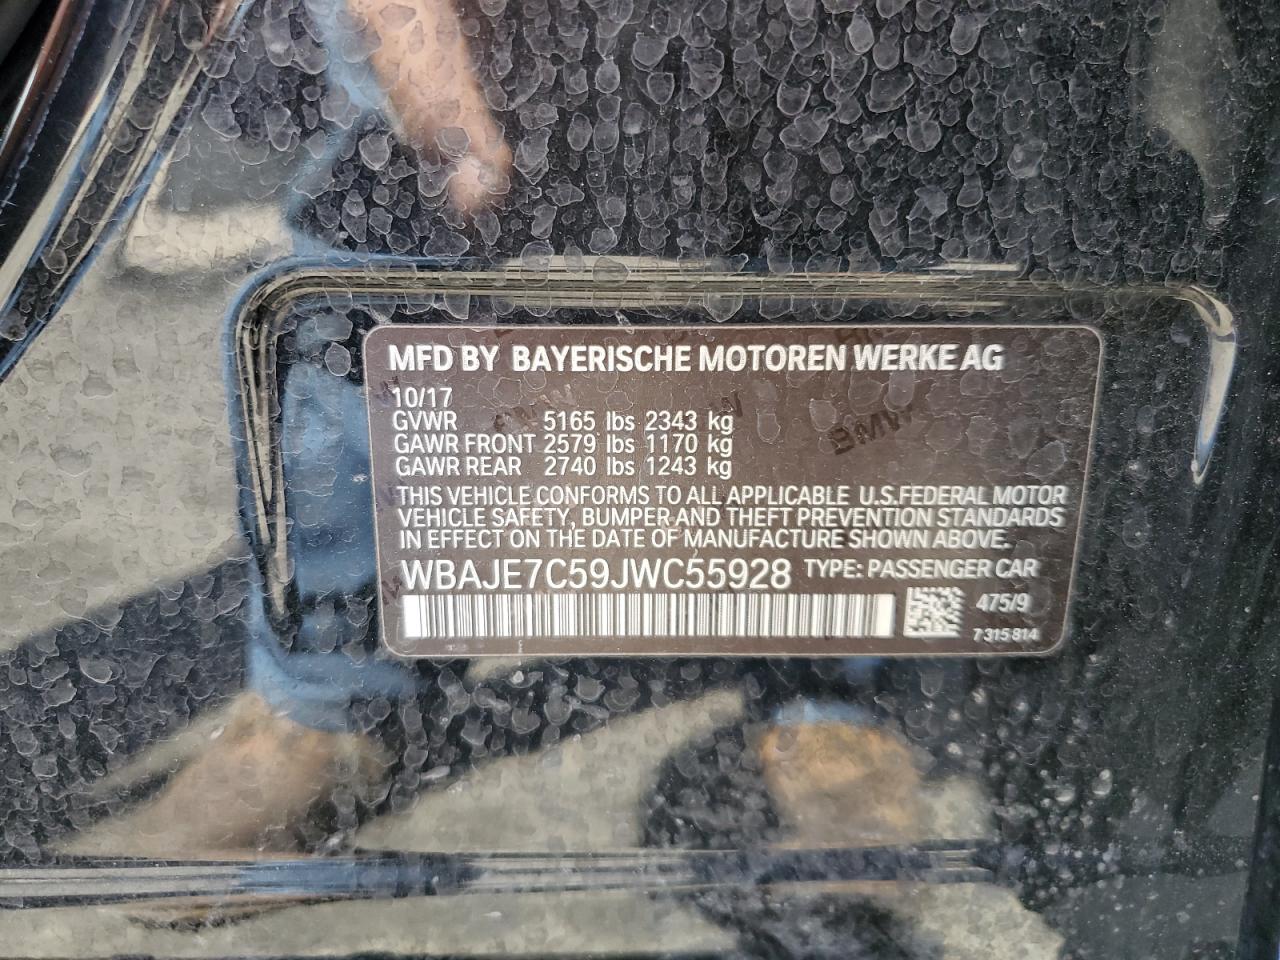 MFD BY BAYERISCHE MOTOREN WERKE AG
10/17
GVWR 5165 lbs 2343 kg
GAWR FRONT 2579 lbs 1170 kg
GAWR REAR 2740 lbs 1243 kg
THIS VEHICLE CONFORMS TO ALL APPLICABLE U.S.FEDERAL MOTOR
VEHICLE SAFETY, BUMPER AND THEFT PREVENTION STANDARDS
IN EFFECT ON THE DATE OF MANUFACTURE SHOWN ABOVE.
WBAJE7C59JWC55928 TYPE: PASSENGER CAR
475/9
7 315 814
BMW